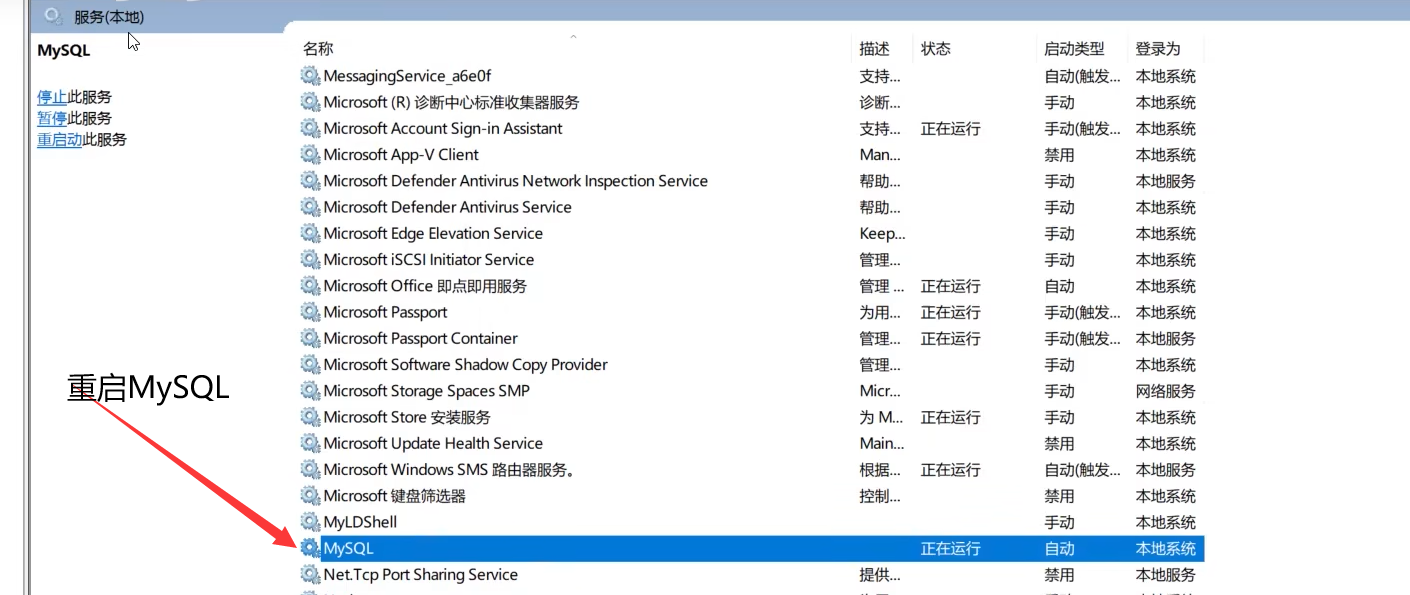 服务(本地)
MySQL
停止此服务
暂停此服务
重启动此服务
名称 描述 状态 启动类型 登录为
MessagingService_a6e0f 支持... 自动(触发... 本地系统
Microsoft (R) 诊断中心标准收集器服务 诊断... 手动 本地系统
Microsoft Account Sign-in Assistant 支持... 正在运行 手动(触发... 本地系统
Microsoft App-V Client Man... 禁用 本地系统
Microsoft Defender Antivirus Network Inspection Service 帮助... 手动 本地服务
Microsoft Defender Antivirus Service 帮助... 手动 本地系统
Microsoft Edge Elevation Service Keep... 手动 本地系统
Microsoft iSCSI Initiator Service 管理... 手动 本地系统
Microsoft Office 即点即用服务 管理 ... 正在运行 自动 本地系统
Microsoft Passport 为用... 正在运行 手动(触发... 本地系统
Microsoft Passport Container 管理... 正在运行 手动(触发... 本地服务
Microsoft Software Shadow Copy Provider 管理... 手动 本地系统
Microsoft Storage Spaces SMP Micr... 手动 网络服务
Microsoft Store 安装服务 为 M... 正在运行 手动 本地系统
Microsoft Update Health Service Main... 禁用 本地系统
Microsoft Windows SMS 路由器服务。 根据... 正在运行 自动(触发... 本地服务
Microsoft 键盘筛选器 控制... 禁用 本地系统
MyLDShell 手动 本地系统
MySQL 正在运行 自动 本地系统
Net.Tcp Port Sharing Service 提供... 禁用 本地服务
重启MySQL